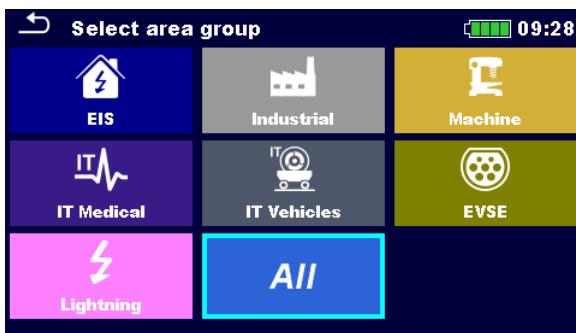 Select area group
09:28
EIS
Industrial
Machine
IT
IT Medical
IT
IT Vehicles
EVSE
Lightning
All